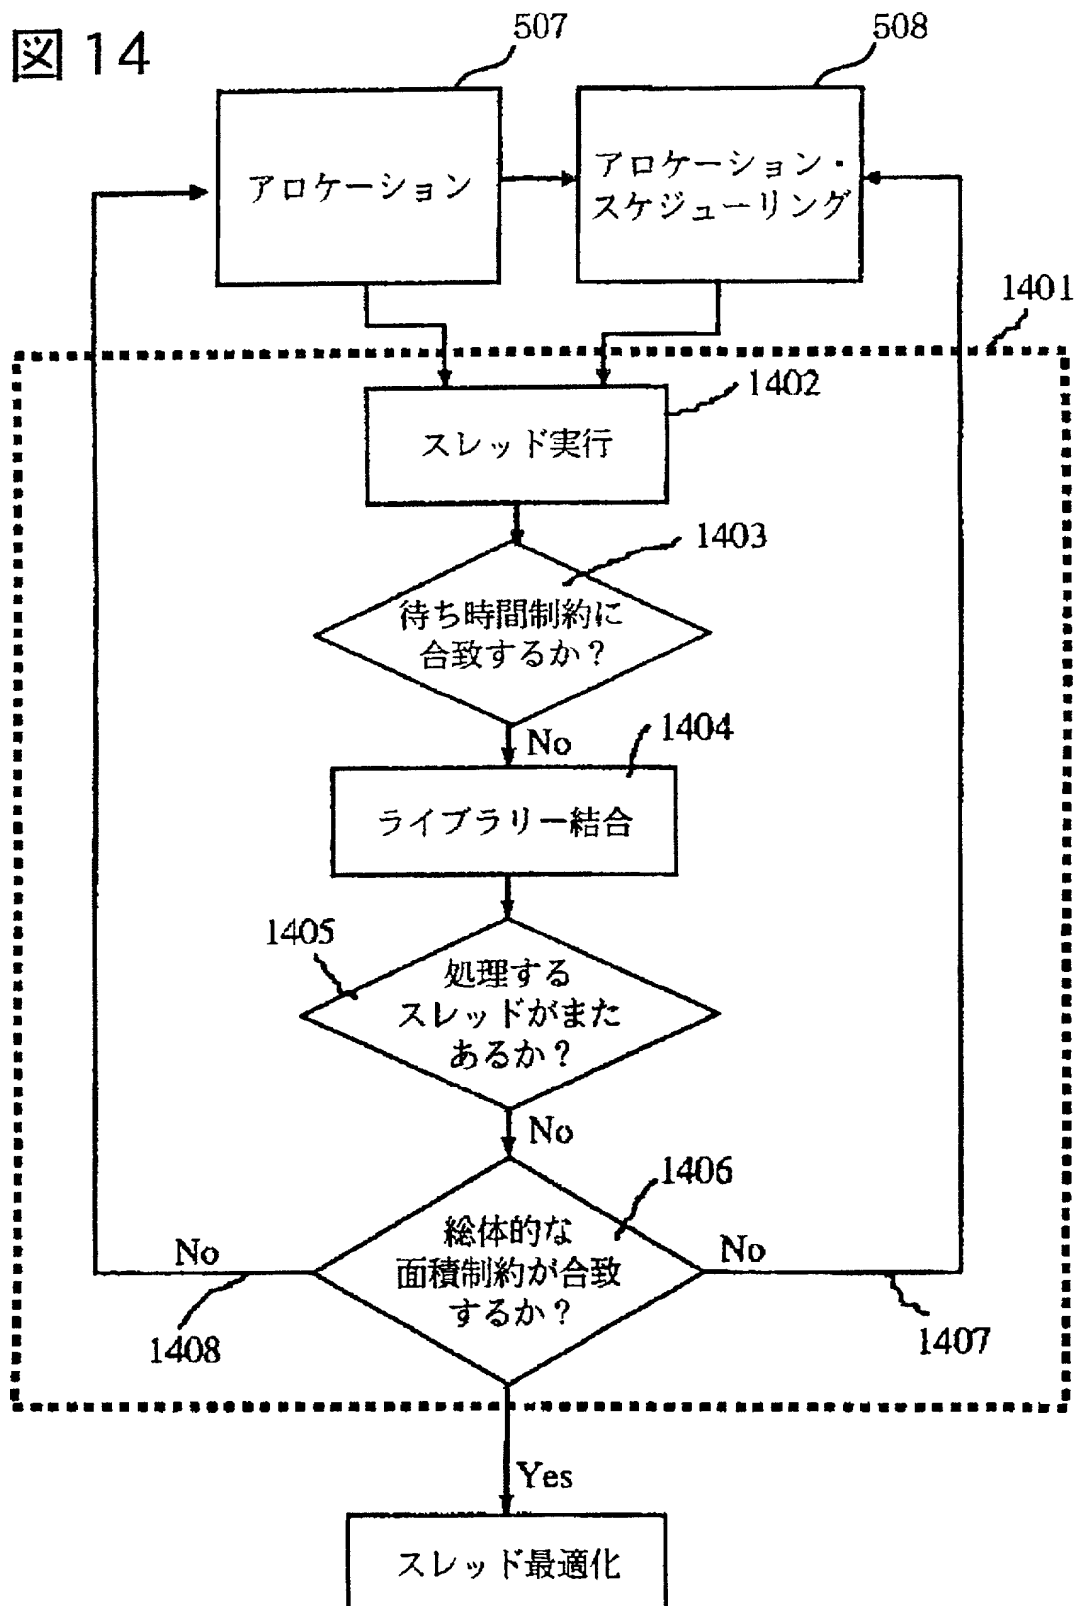 図 14
507
508
アロケーション
アロケーション・
スケジューリング
1401
1402
スレッド実行
1403
待ち時間制約に
合致するか？
No
1404
ライブラリー結合
1405
処理する
スレッドがまた
あるか？
No
1406
総体的な
面積制約が合致
するか？
No
No
1408
1407
Yes
スレッド最適化